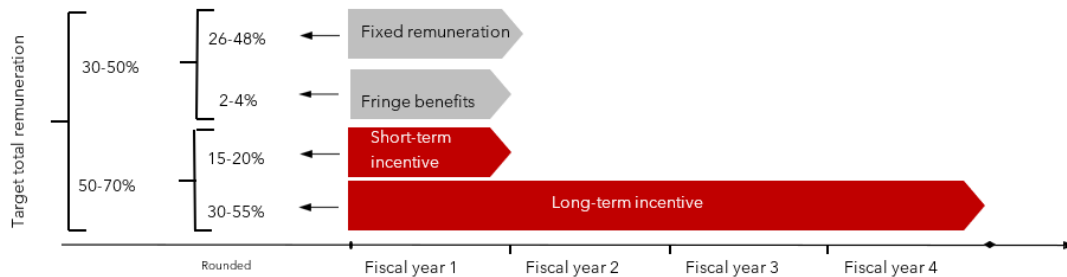 Target total remuneration
30-50%
26-48%
Fixed remuneration
2-4%
Fringe benefits
50-70%
15-20%
Short-term
incentive
30-55%
Long-term incentive
Rounded
Fiscal year 1
Fiscal year 2
Fiscal year 3
Fiscal year 4